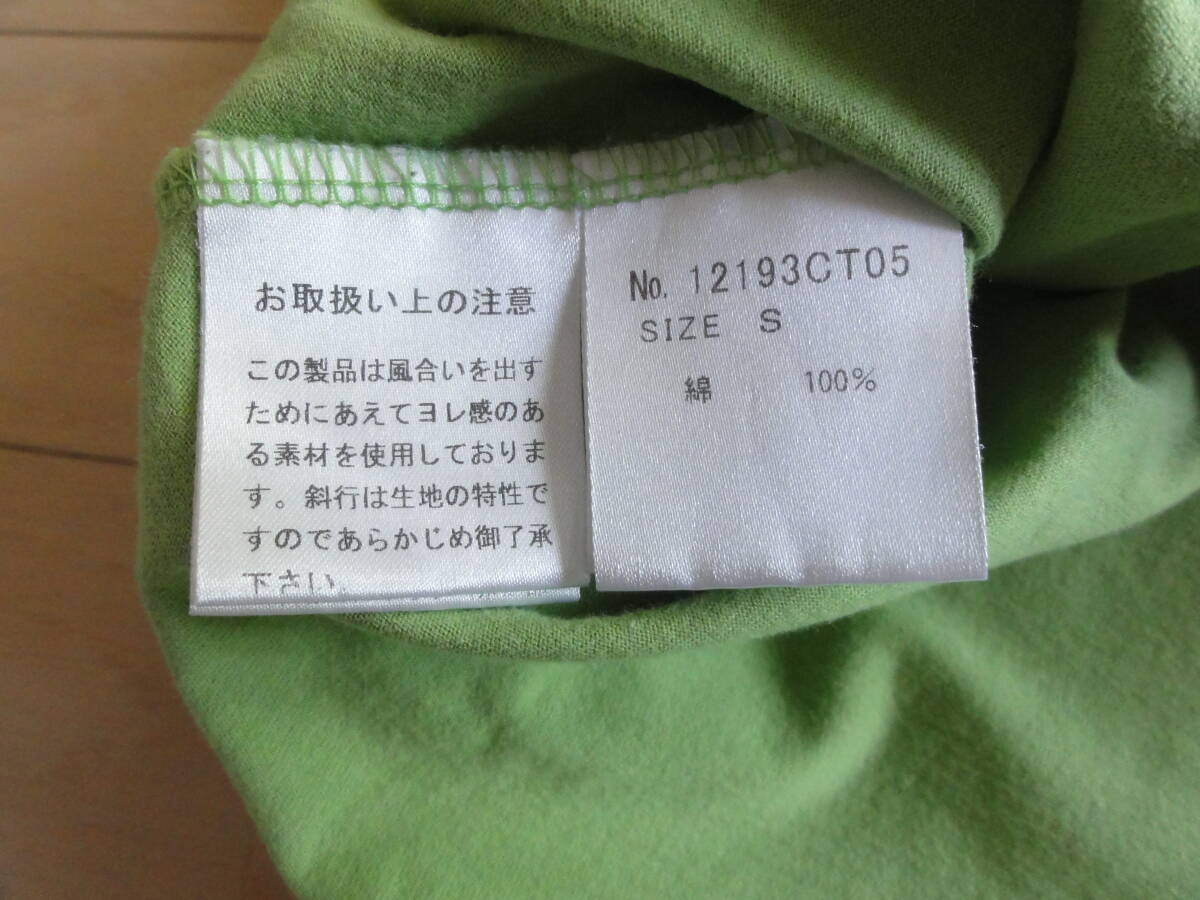 お取扱い上の注意
この製品は風合いを出す
ためにあえてヨレ感のあ
る素材を使用しておりま
す。斜行は生地の特性で
すのであらかじめ御了承
下さい。
No. 12193CT05
SIZE S
綿 100%